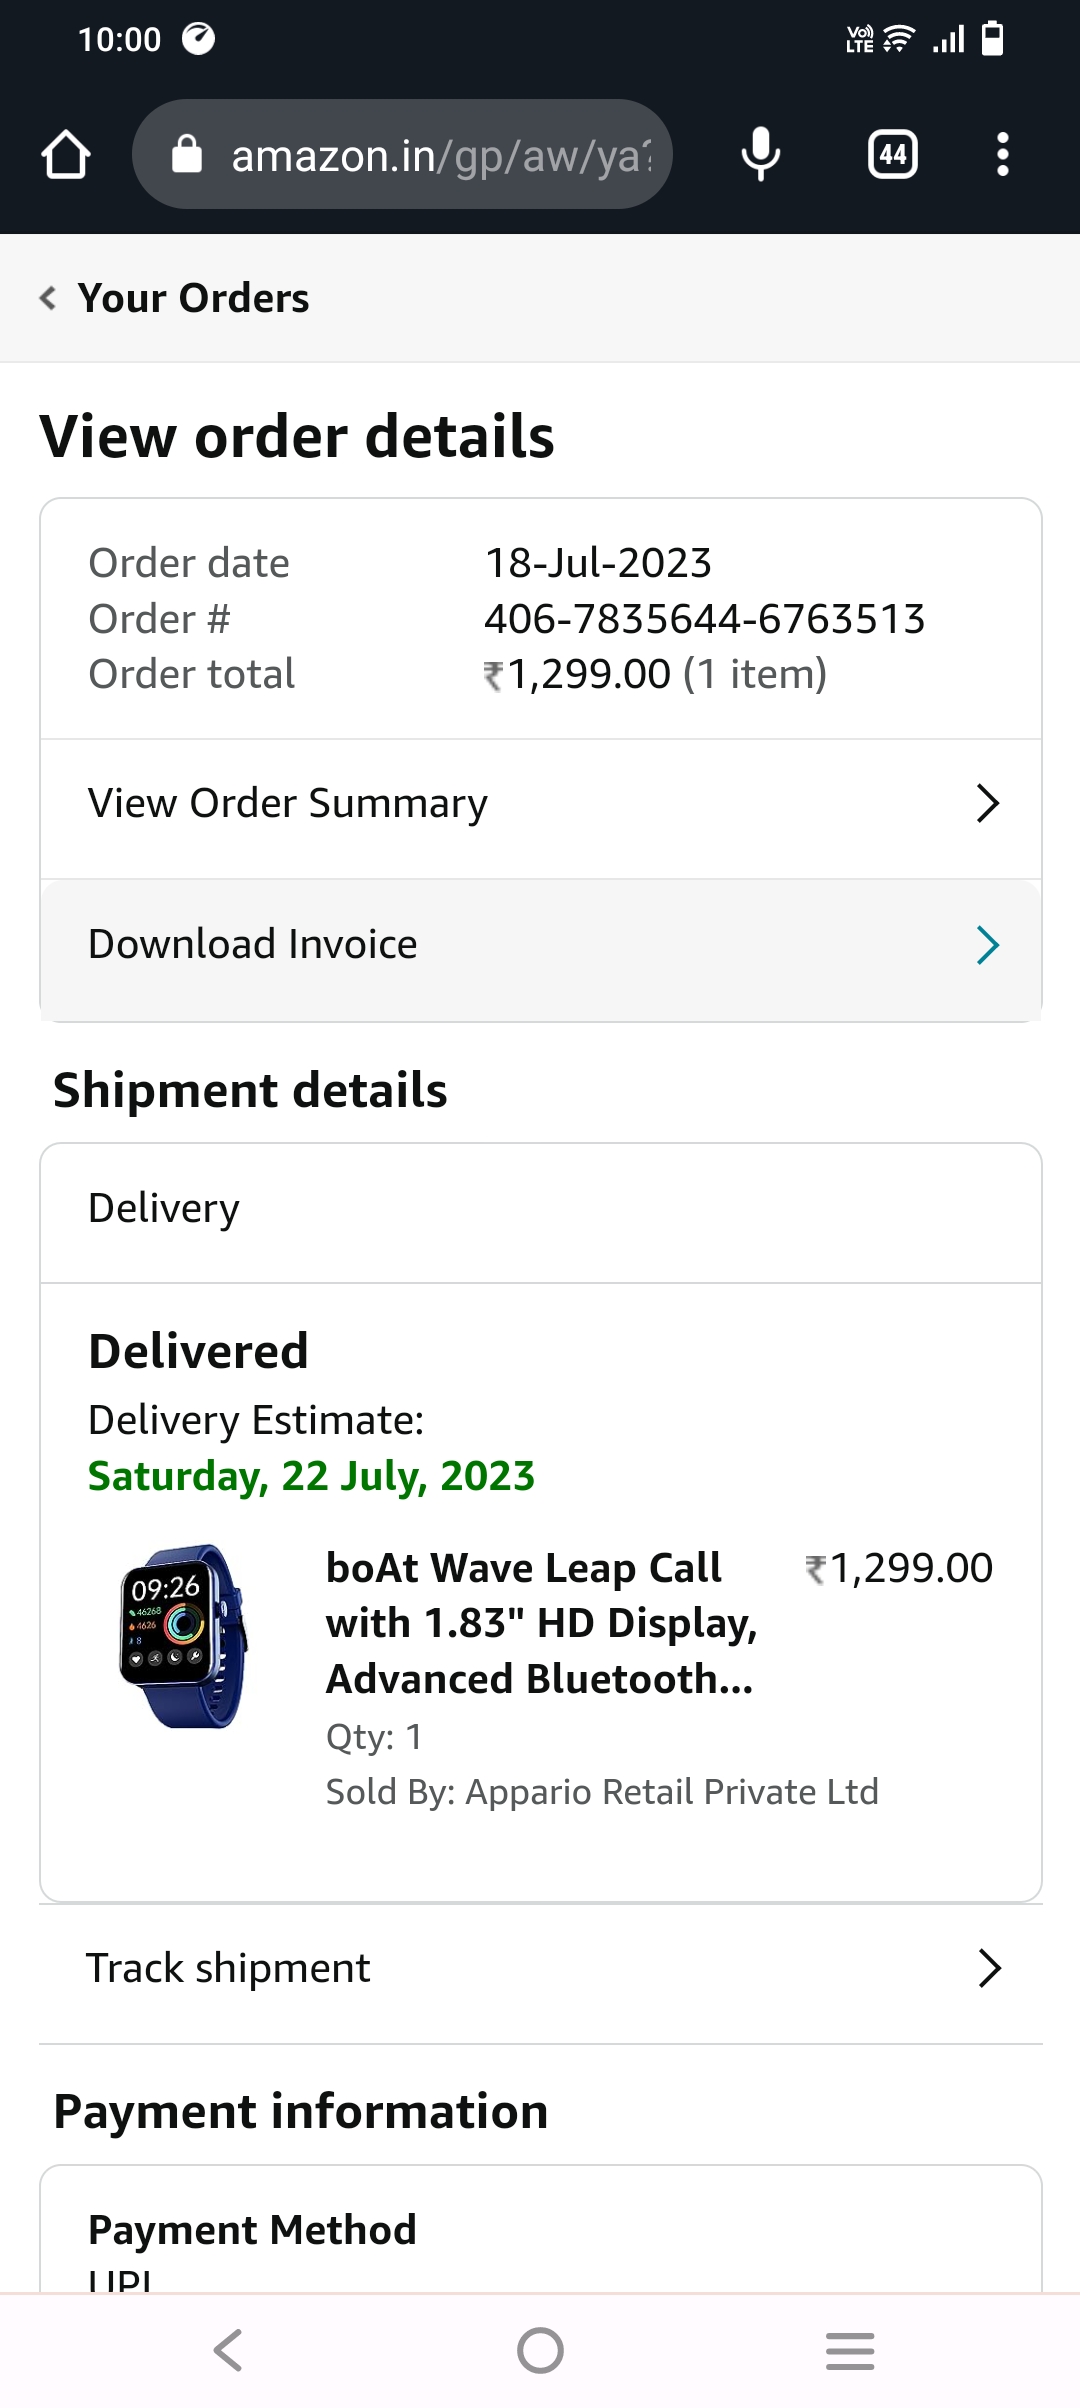 10:00
Vo))
LTE
amazon.in/gp/aw/ya?
44
Your Orders
View order details
Order date 18-Jul-2023
Order # 406-7835644-6763513
Order total ₹1,299.00 (1 item)
View Order Summary
Download Invoice
Shipment details
Delivery
Delivered
Delivery Estimate:
Saturday, 22 July, 2023
09:26
46268
4626
8
boAt Wave Leap Call ₹1,299.00
with 1.83" HD Display,
Advanced Bluetooth...
Qty: 1
Sold By: Appario Retail Private Ltd
Track shipment
Payment information
Payment Method
UPI